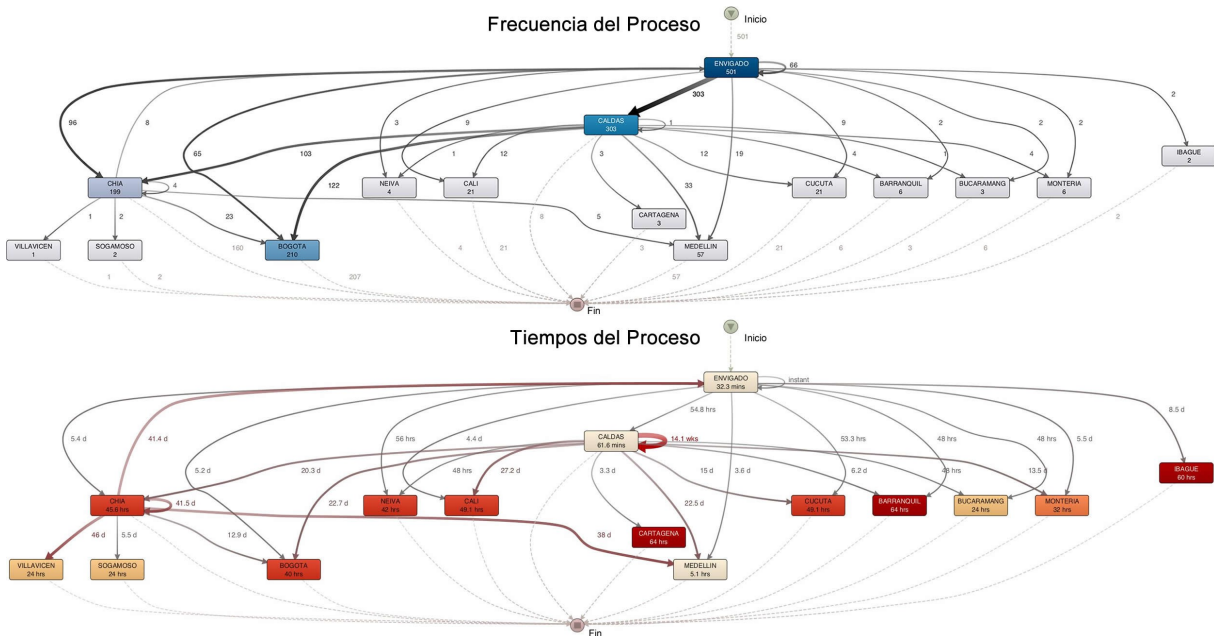 Frecuencia del Proceso
Inicio
501
ENVIGADO
501
66
303
CALDAS
303
1
96
8
65
3
9
103
122
1
12
3
33
12
19
9
4
2
1
2
4
2
2
IBAGUE
2
CHIA
199
4
NEIVA
4
CALI
21
CUCUTA
21
BARRANQUIL
6
BUCARAMANG
3
MONTERIA
6
CARTAGENA
3
1
2
23
5
8
VILLAVICEN
1
SOGAMOSO
2
BOGOTA
210
MEDELLIN
57
160
4
21
3
21
6
3
6
2
1
2
207
57
Fin
Tiempos del Proceso
Inicio
ENVIGADO
32.3 mins
instant
54.8 hrs
CALDAS
61.6 mins
14.1 wks
5.4 d
41.4 d
5.2 d
56 hrs
4.4 d
20.3 d
22.7 d
48 hrs
27.2 d
3.3 d
22.5 d
15 d
3.6 d
53.3 hrs
6.2 d
48 hrs
48 hrs
48 hrs
13.5 d
5.5 d
8.5 d
IBAGUE
60 hrs
CHIA
45.6 hrs
41.5 d
NEIVA
42 hrs
CALI
48.1 hrs
CUCUTA
48.1 hrs
BARRANQUIL
64 hrs
BUCARAMANG
24 hrs
MONTERIA
32 hrs
CARTAGENA
64 hrs
46 d
5.5 d
12.9 d
38 d
VILLAVICEN
24 hrs
SOGAMOSO
24 hrs
BOGOTA
40 hrs
MEDELLIN
5.1 hrs
Fin